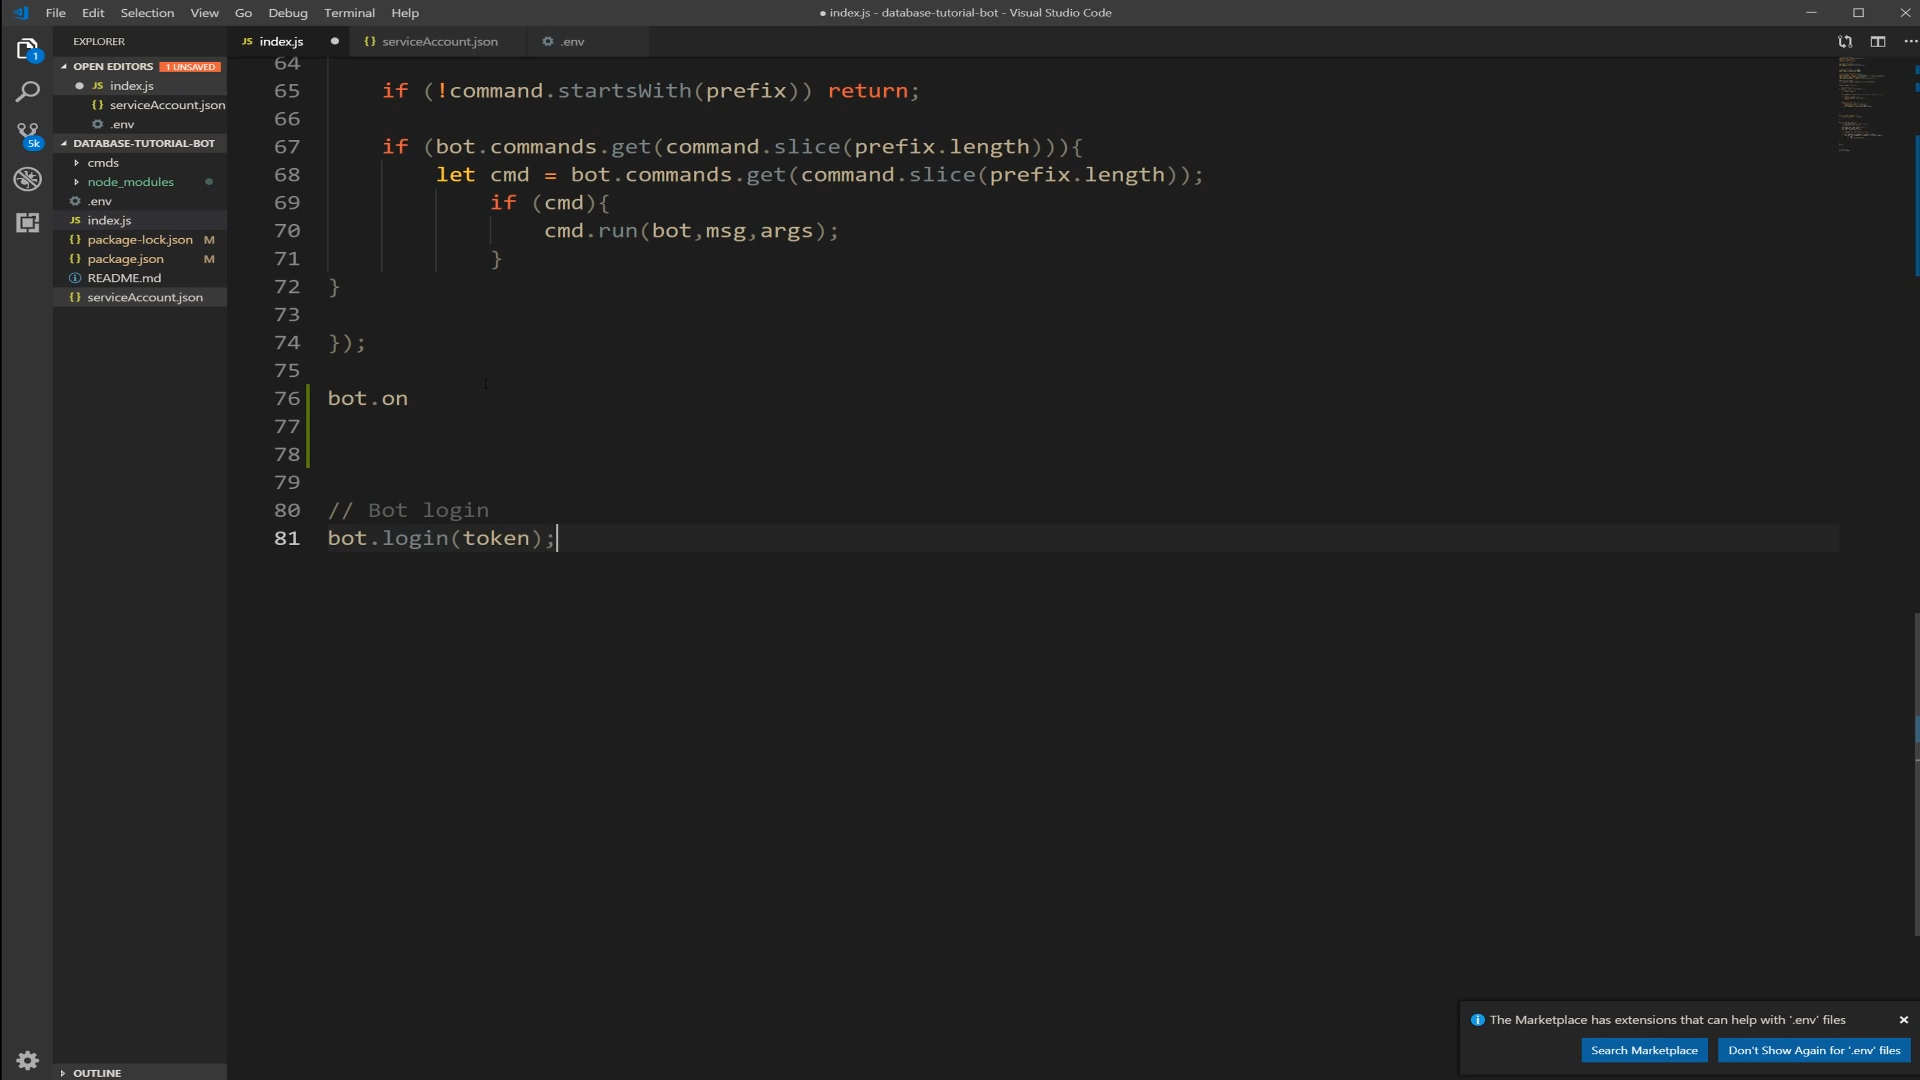 File Edit Selection View Go Debug Terminal Help
● index.js - database-tutorial-bot - Visual Studio Code
EXPLORER
JS index.js ●
{} serviceAccount.json
.env
OPEN EDITORS 1 UNSAVED
● JS index.js
{} serviceAccount.json
.env
DATABASE-TUTORIAL-BOT
cmds
node_modules
.env
JS index.js
{} package-lock.json M
{} package.json M
README.md
{} serviceAccount.json
OUTLINE
1
5k
64
65 if (!command.startsWith(prefix)) return;
66
67 if (bot.commands.get(command.slice(prefix.length))){
68 let cmd = bot.commands.get(command.slice(prefix.length));
69 if (cmd){
70 cmd.run(bot,msg,args);
71 }
72 }
73
74 });
75
76 bot.on
77
78
79
80 // Bot login
81 bot.login(token);
The Marketplace has extensions that can help with '.env' files
Search Marketplace
Don't Show Again for '.env' files